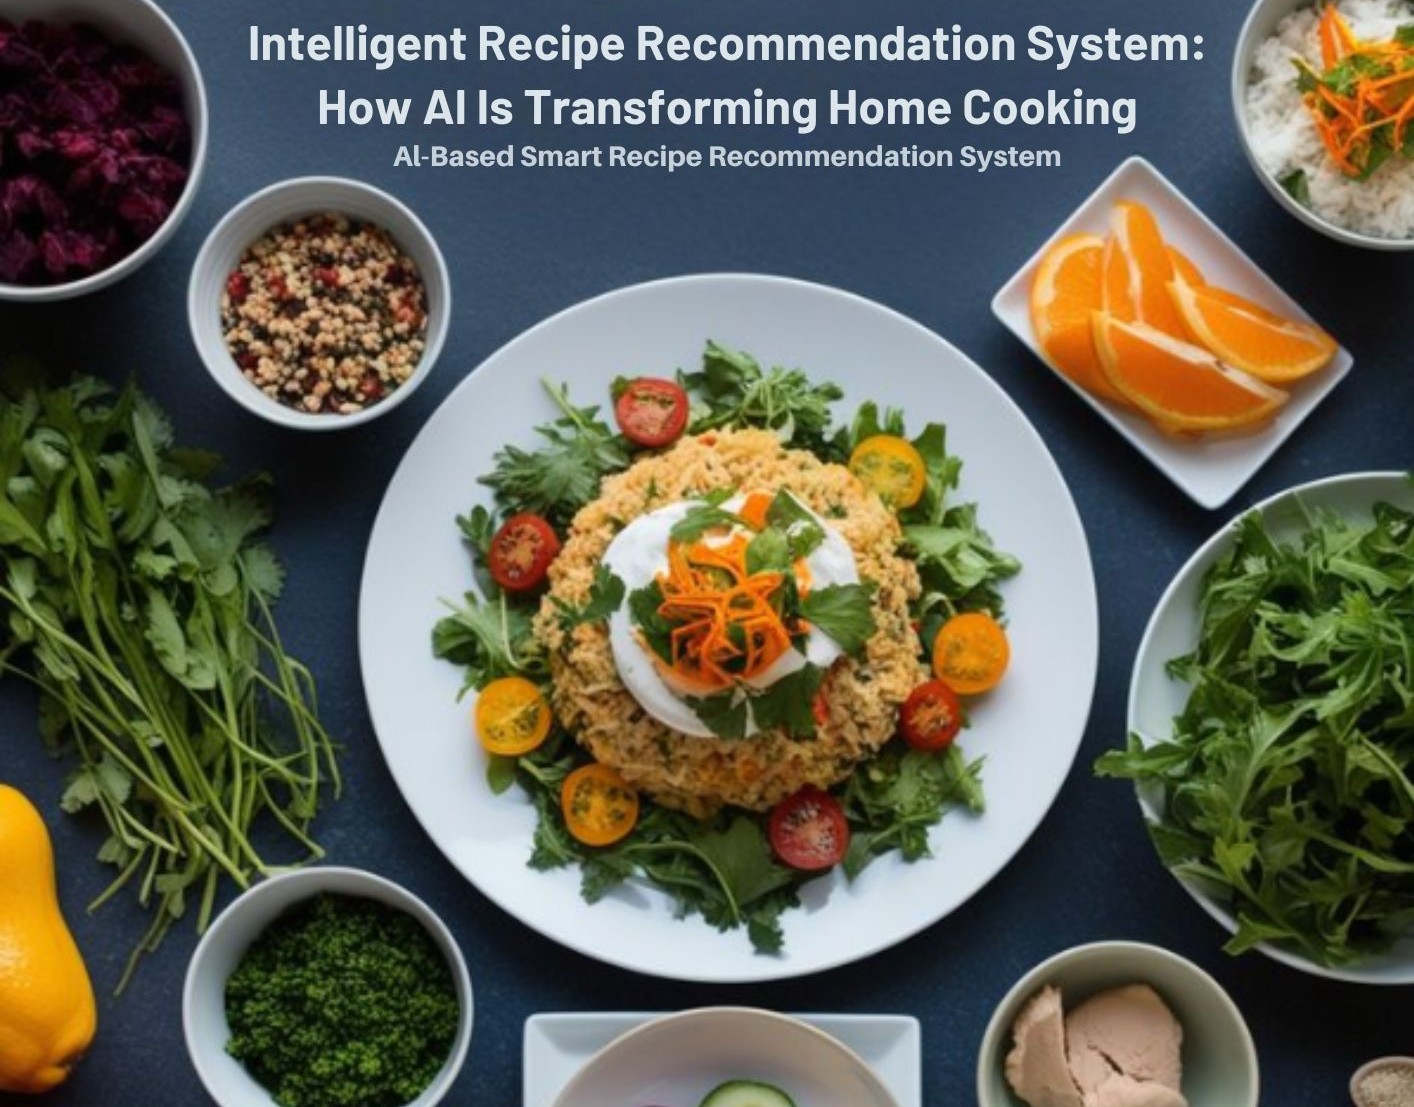 Intelligent Recipe Recommendation System:
How AI Is Transforming Home Cooking
AI-Based Smart Recipe Recommendation System